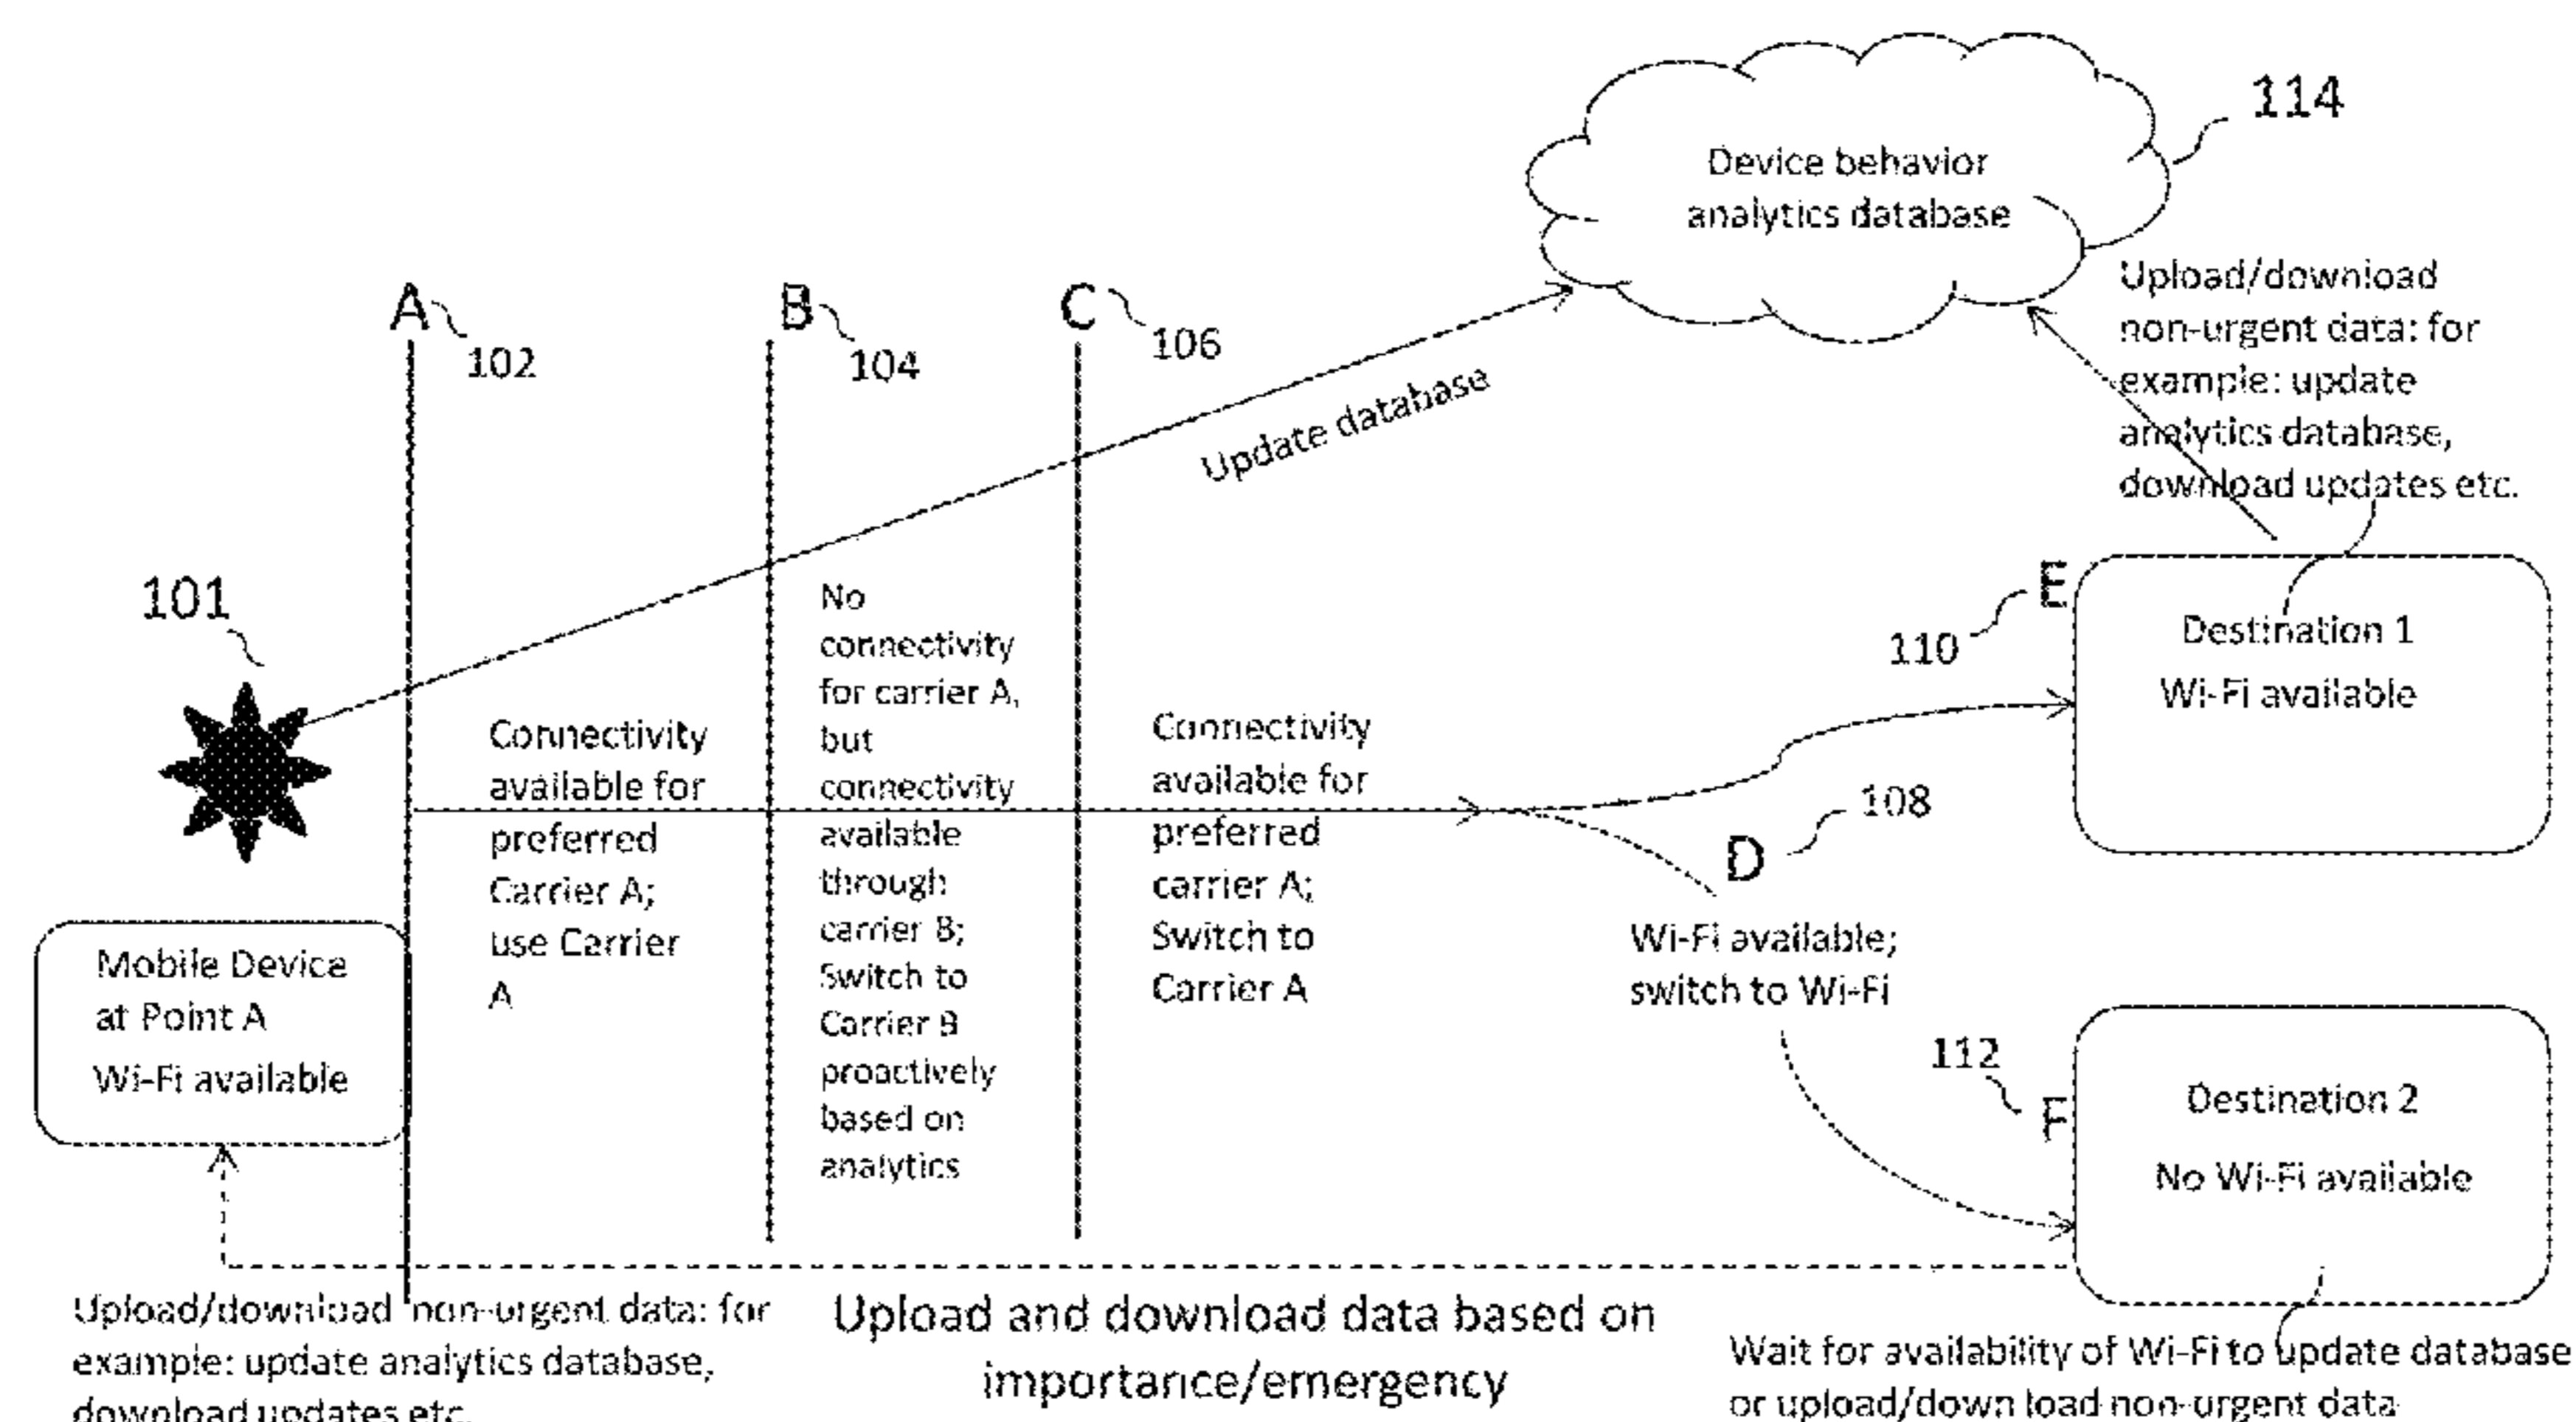 114
Device behavior
analytics database
Upload/download
non-urgent data: for
example: update
analytics database,
download updates etc.
A
102
B
104
C
106
Update database
101
No
connectivity
for carrier A,
but
connectivity
available
through
carrier B;
Switch to
Carrier B
proactively
based on
analytics
Connectivity
available for
preferred
Carrier A;
use Carrier
A
Connectivity
available for
preferred
carrier A;
Switch to
Carrier A
E
110
Destination 1
Wi-Fi available
108
D
Wi-Fi available;
switch to Wi-Fi
Mobile Device
at Point A
Wi-Fi available
112
F
Destination 2
No Wi-Fi available
Upload/download non-urgent data: for
example: update analytics database,
download updates etc.
Upload and download data based on
importance/emergency
Wait for availability of Wi-Fi to update database
or upload/down load non-urgent data